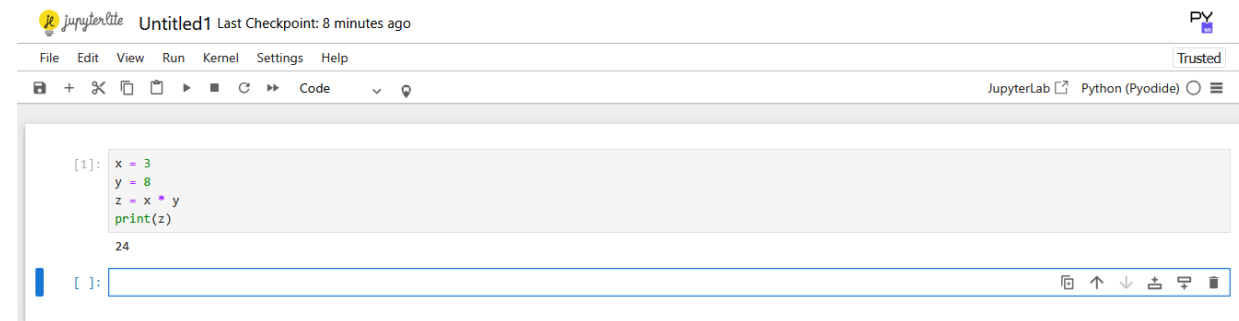 jupyterlite Untitled1 Last Checkpoint: 8 minutes ago PY
File Edit View Run Kernel Settings Help Trusted
Code JupyterLab Python (Pyodide)
[1]: x = 3
y = 8
z = x * y
print(z)
24
[ ]: